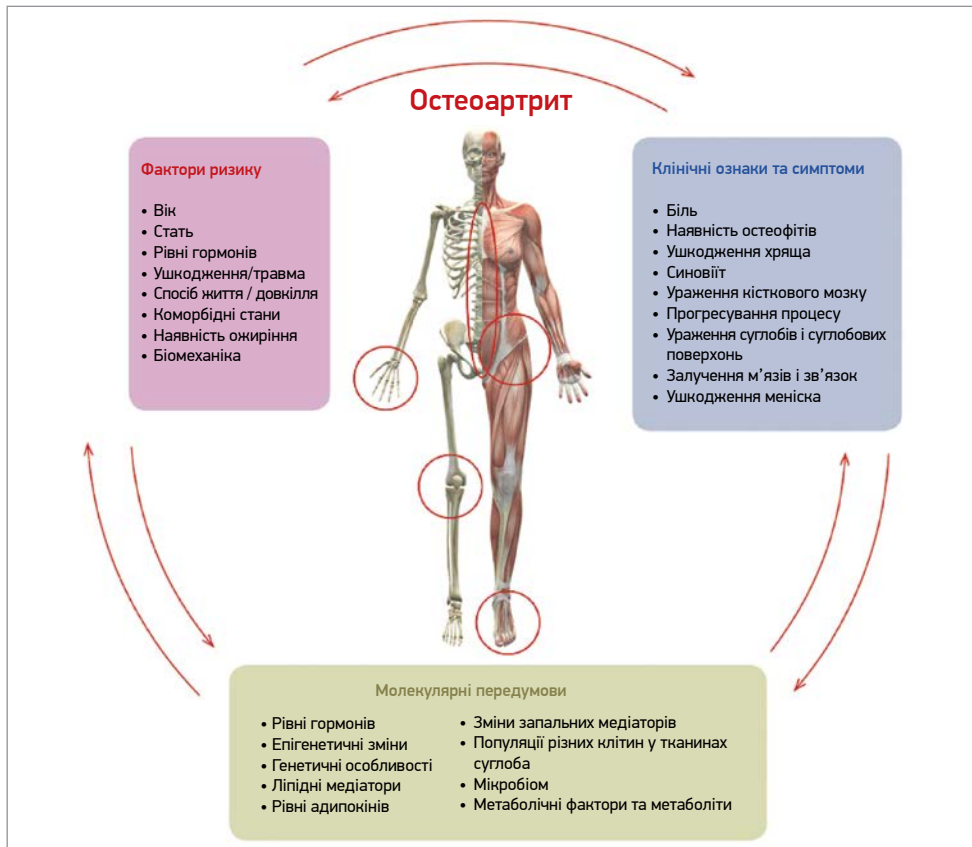 Остеоартрит
Фактори ризику
• Вік
• Стать
• Рівні гормонів
• Ушкодження/травма
• Спосіб життя / довкілля
• Коморбідні стани
• Наявність ожиріння
• Біомеханіка
Клінічні ознаки та симптоми
• Біль
• Наявність остеофітів
• Ушкодження хряща
• Синовіїт
• Ураження кісткового мозку
• Прогресування процесу
• Ураження суглобів і суглобових
поверхонь
• Залучення м’язів і зв’язок
• Ушкодження меніска
Молекулярні передумови
• Рівні гормонів
• Епігенетичні зміни
• Генетичні особливості
• Ліпідні медіатори
• Рівні адипокінів
• Зміни запальних медіаторів
• Популяції різних клітин у тканинах
суглоба
• Мікробіом
• Метаболічні фактори та метаболіти